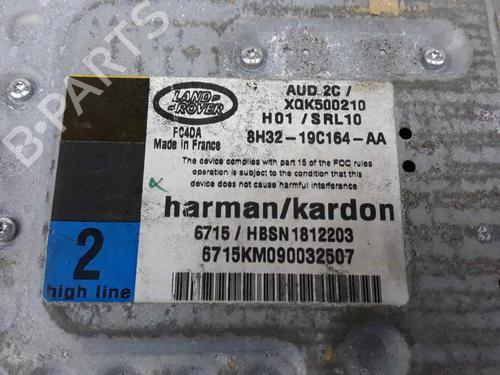 LAND
ROVER
FC4DA
Made in France
AUD 2C /
XQK500210
H01 / SRL10
8H32-19C164-AA
The device complies with part 15 of the FCC rules
operation is subject to the condition that this
device does not cause harmful interference
harman/kardon
6715 / HBSN1812203
6715KM090032507
2
high line
B-PARTS